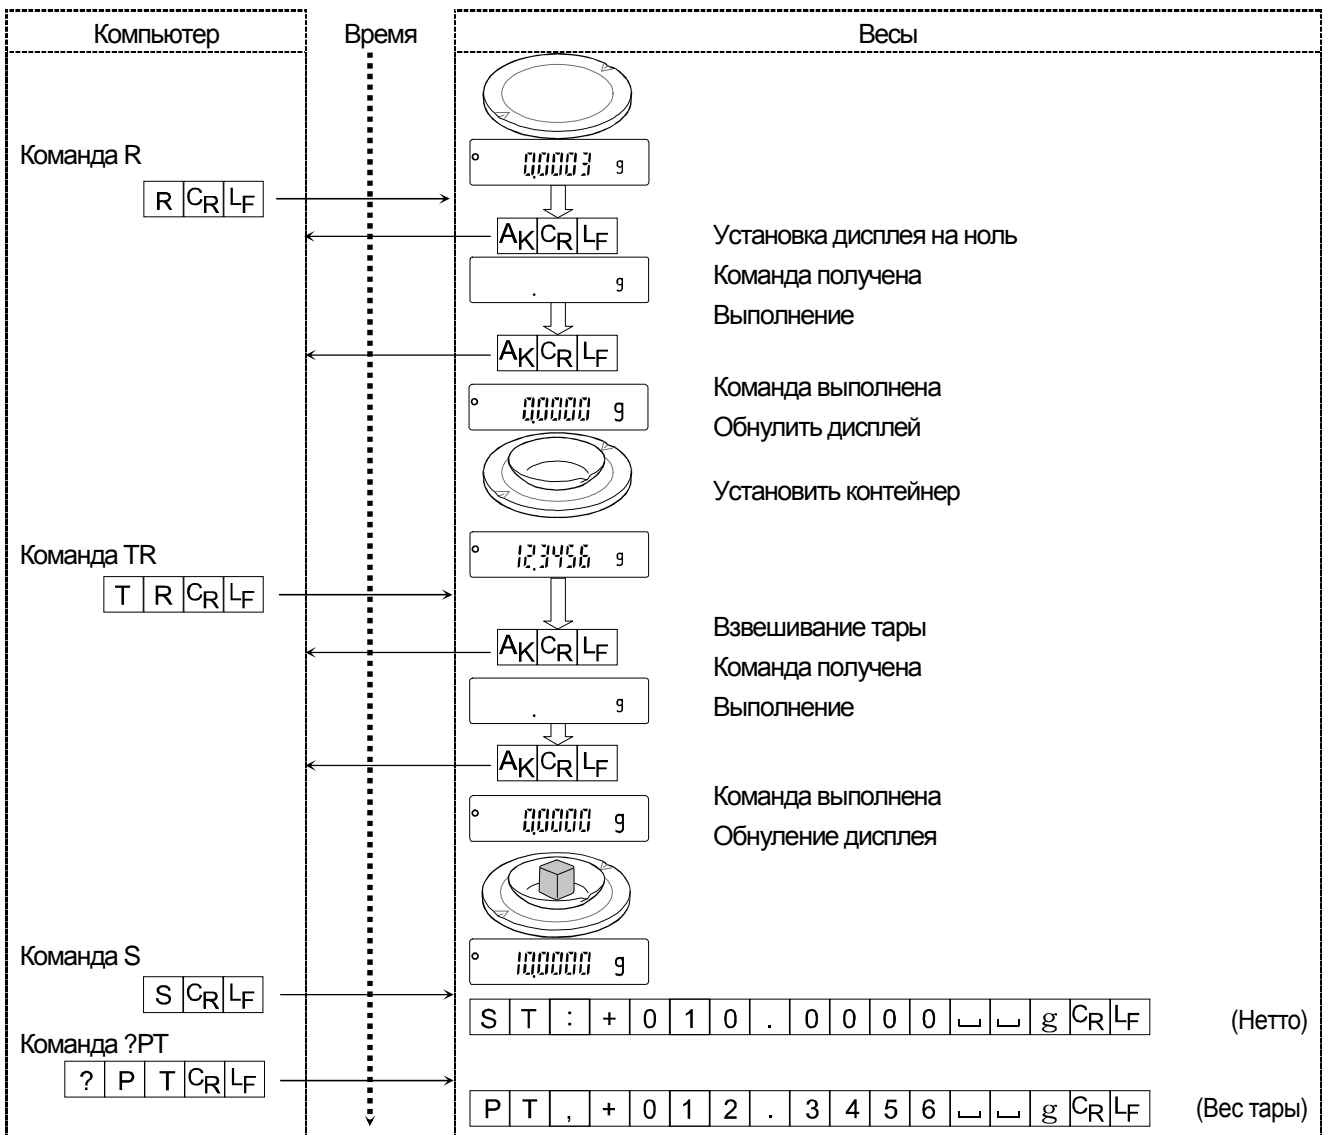 Компьютер Время Весы
Команда R
0.0003 g
R CR LF
AK CR LF Установка дисплея на ноль
. g Команда получена
Выполнение
AK CR LF
Команда выполнена
0.0000 g
Обнулить дисплей
Установить контейнер
Команда TR
12.3456 g
T R CR LF
Взвешивание тары
AK CR LF
Команда получена
. g Выполнение
AK CR LF
Команда выполнена
0.0000 g
Обнуление дисплея
Команда S
10.0000 g
S CR LF
S T : + 0 1 0 . 0 0 0 0 ␣ ␣ g CR LF (Нетто)
Команда ?PT
? P T CR LF
P T , + 0 1 2 . 3 4 5 6 ␣ ␣ g CR LF (Вес тары)